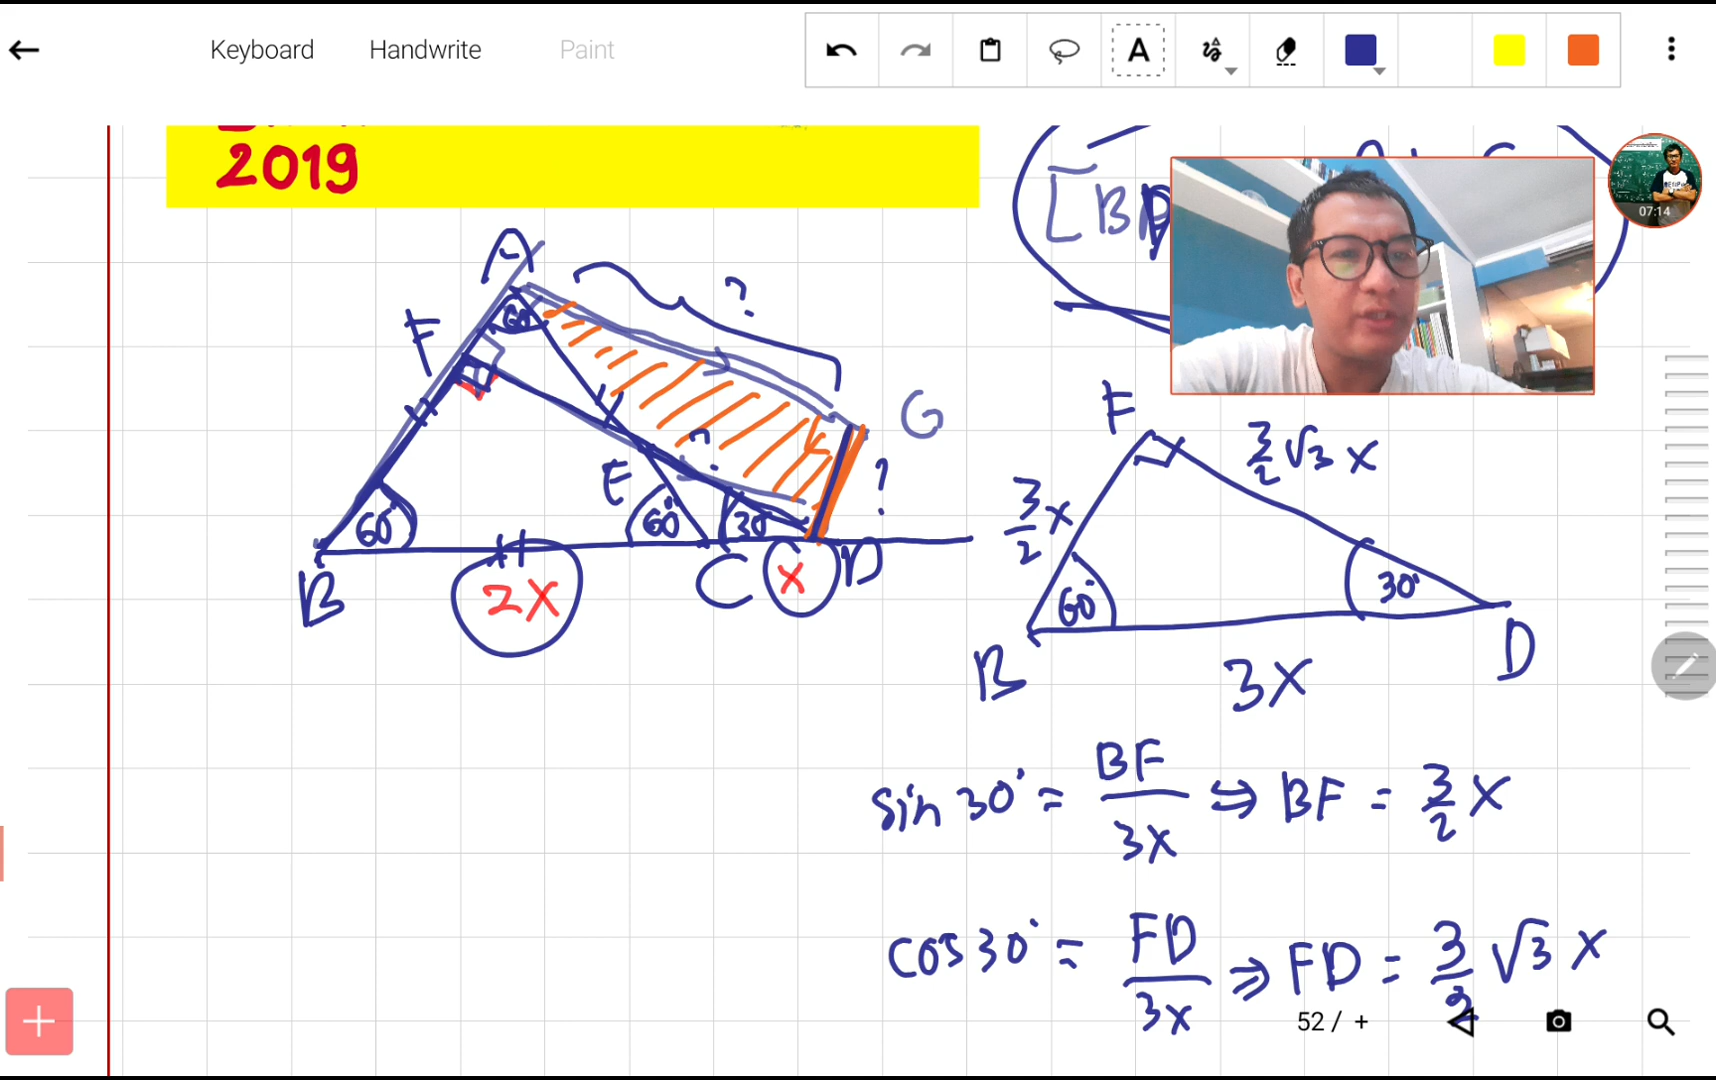 Keyboard Handwrite Paint
A
07:14
2019
[BD
A
?
F
60°
G
E
?
?
60°
60°
30°
B
2x
C
x
D
F
3/2 √3 x
3/2 x
60°
30°
B
3x
D
sin 30° = BF/3x ⇔ BF = 3/2 x
cos 30° = FD/3x ⇒ FD = 3/2 √3 x
52 / +